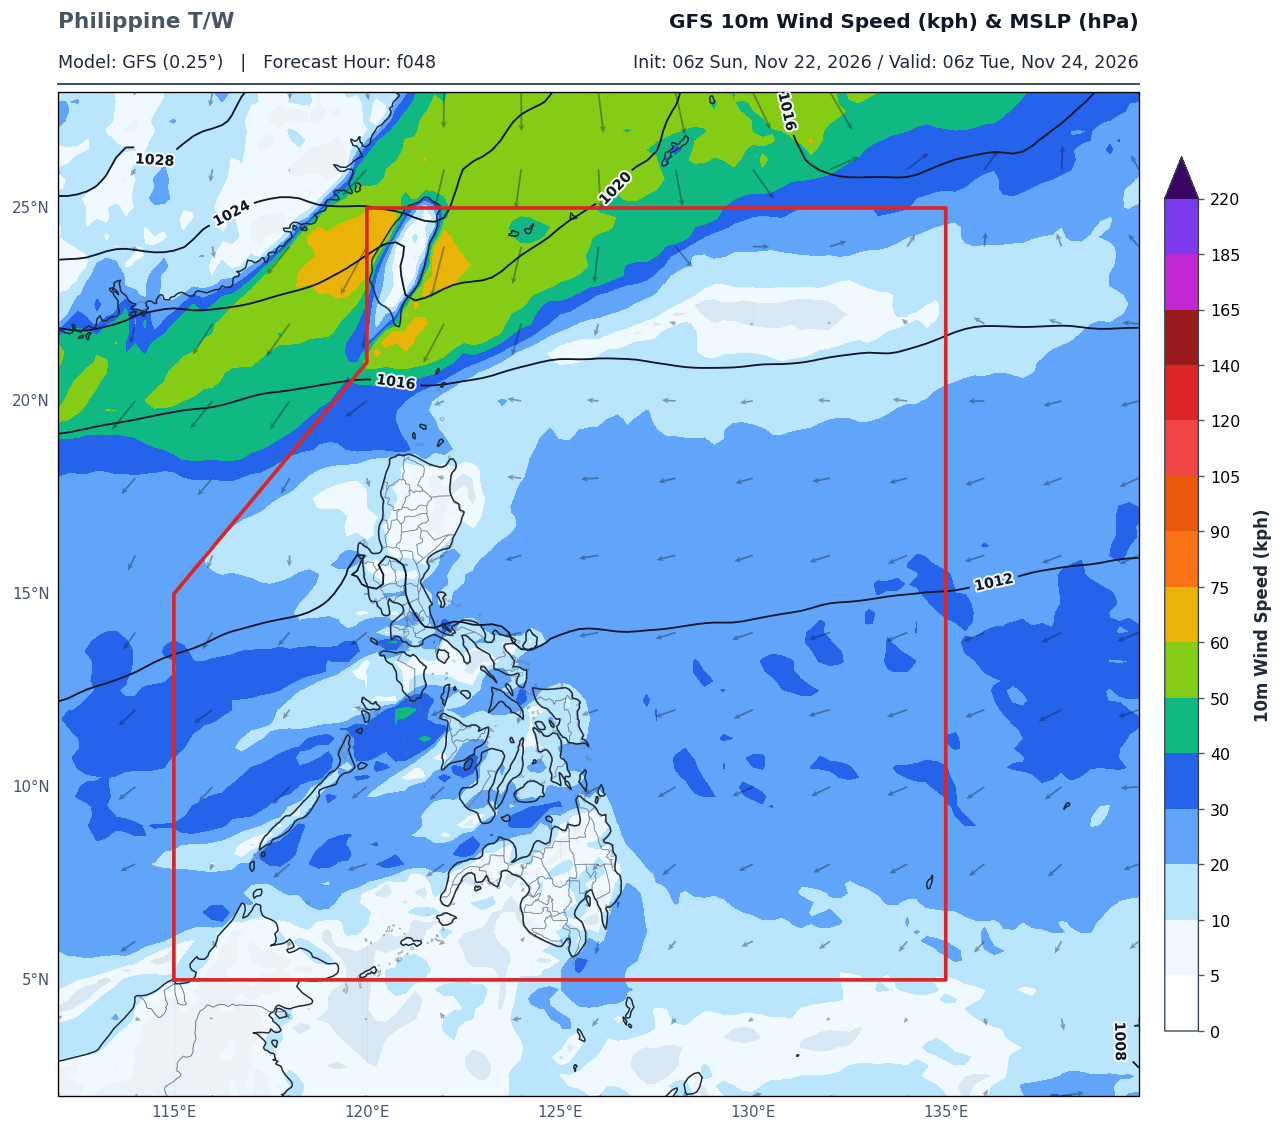 Philippine T/W
GFS 10m Wind Speed (kph) & MSLP (hPa)
Model: GFS (0.25°)   |   Forecast Hour: f048
Init: 06z Sun, Nov 22, 2026 / Valid: 06z Tue, Nov 24, 2026
1028
1024
1020
1016
1016
1012
1008
25°N
20°N
15°N
10°N
5°N
115°E
120°E
125°E
130°E
135°E
220
185
165
140
120
105
90
75
60
50
40
30
20
10
5
0
10m Wind Speed (kph)